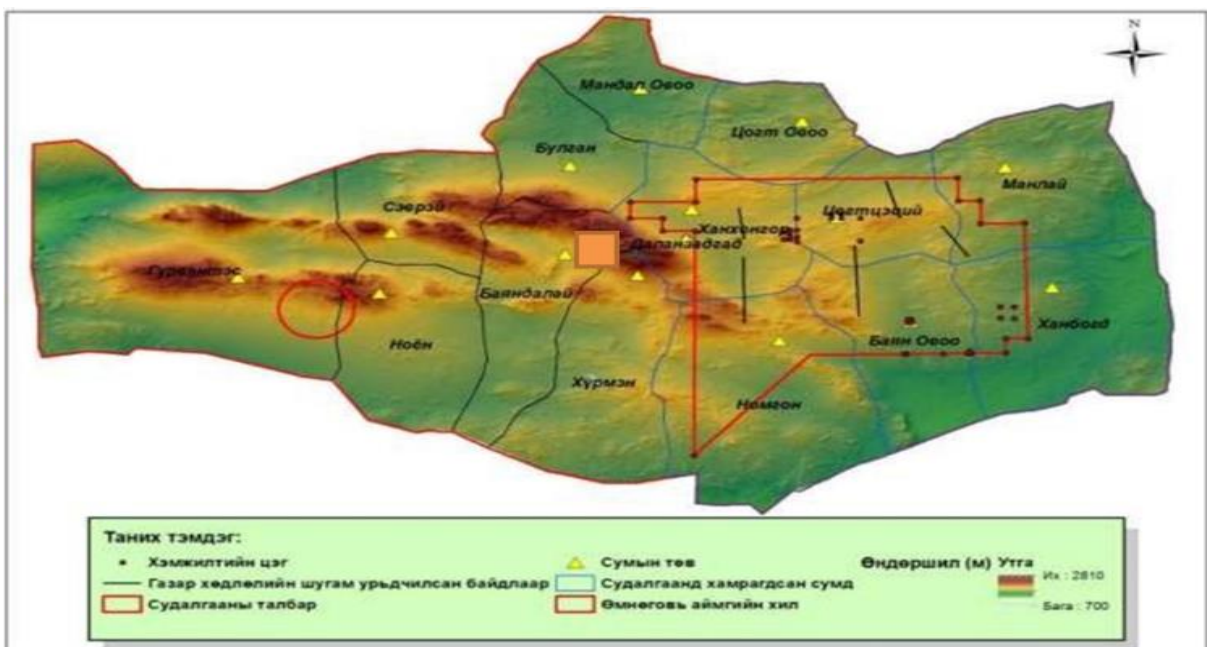 N
Мандал Овоо
Цогт Овоо
Булган
Манлай
Сэврэй
Цогтцэций
Ханхонгор
Даланзадгад
Гурвантэс
Баяндалай
Ханбогд
Ноён
Баян Овоо
Хүрмэн
Номгон
Таних тэмдэг:
Хэмжилтийн цэг
Сумын төв
Өндөршил (м) Утга
Их : 2810
Газар хөдлөлийн шугам урьдчилсан байдлаар
Судалгаанд хамрагдсан сумд
Судалгааны талбар
Өмнөговь аймгийн хил
Бага : 700